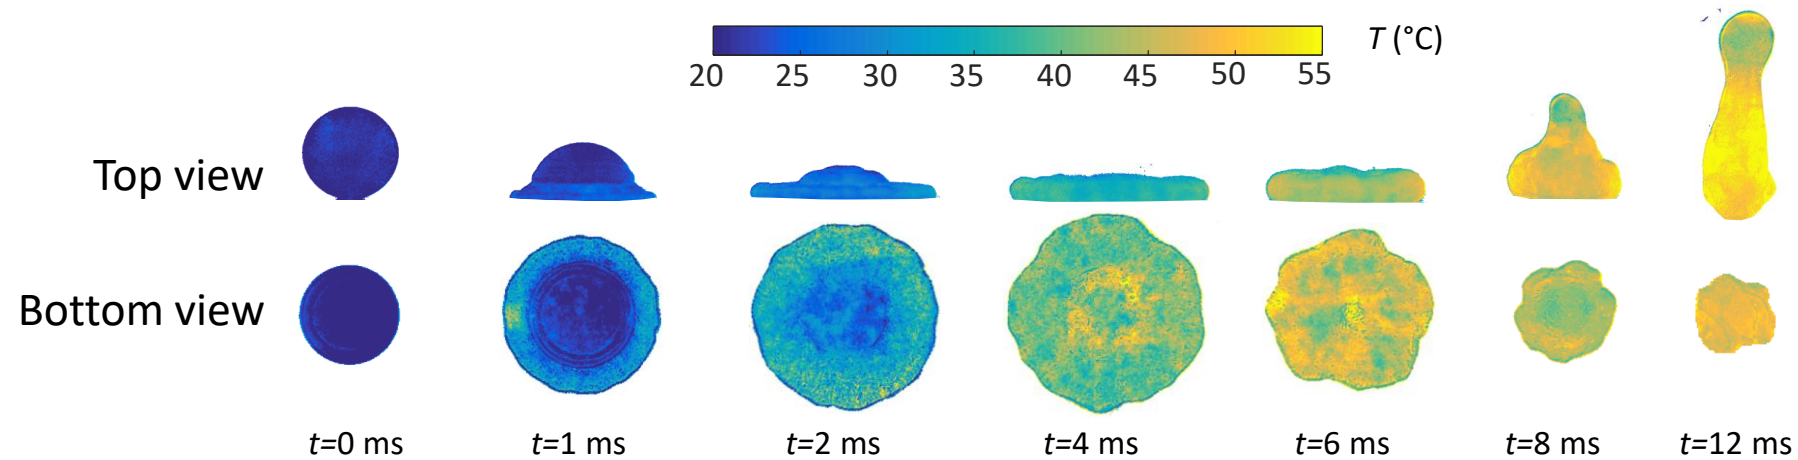 T (°C)
20 25 30 35 40 45 50 55
Top view
Bottom view
t=0 ms t=1 ms t=2 ms t=4 ms t=6 ms t=8 ms t=12 ms